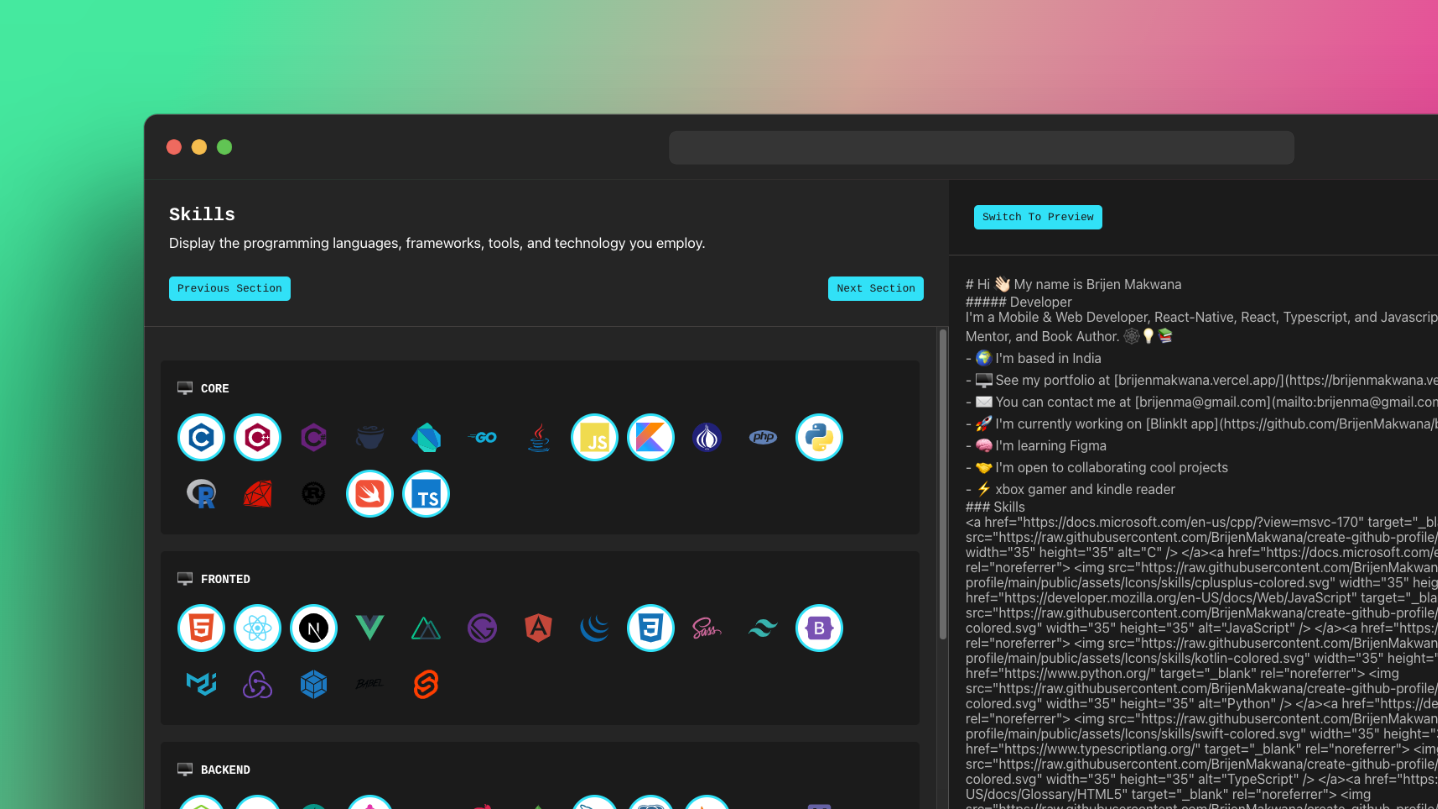 Skills
Display the programming languages, frameworks, tools, and technology you employ.
Previous Section
Next Section
CORE
GO
JS
php
R
TS
FRONTED
5
N
3
Sass
B
BACKEND
Switch To Preview
# Hi 👋🏻 My name is Brijen Makwana
##### Developer
I'm a Mobile & Web Developer, React-Native, React, Typescript, and Javascrip
Mentor, and Book Author. 🕸️💡📚
- 🌍 I'm based in India
- 🖥️ See my portfolio at [brijenmakwana.vercel.app/](https://brijenmakwana.ve
- ✉️ You can contact me at [brijenma@gmail.com](mailto:brijenma@gmail.con
- 🚀 I'm currently working on [BlinkIt app](https://github.com/BrijenMakwana/b
- 🧠 I'm learning Figma
- 🤝 I'm open to collaborating cool projects
- ⚡ xbox gamer and kindle reader
### Skills
<a href="https://docs.microsoft.com/en-us/cpp/?view=msvc-170" target="_bla
src="https://raw.githubusercontent.com/BrijenMakwana/create-github-profile/
width="35" height="35" alt="C" /> </a><a href="https://docs.microsoft.com/e
rel="noreferrer"> <img src="https://raw.githubusercontent.com/BrijenMakwan
profile/main/public/assets/Icons/skills/cplusplus-colored.svg" width="35" heig
href="https://developer.mozilla.org/en-US/docs/Web/JavaScript" target="_bla
src="https://raw.githubusercontent.com/BrijenMakwana/create-github-profile/
colored.svg" width="35" height="35" alt="JavaScript" /> </a><a href="https://
rel="noreferrer"> <img src="https://raw.githubusercontent.com/BrijenMakwan
profile/main/public/assets/Icons/skills/kotlin-colored.svg" width="35" height="
href="https://www.python.org/" target="_blank" rel="noreferrer"> <img
src="https://raw.githubusercontent.com/BrijenMakwana/create-github-profile/
colored.svg" width="35" height="35" alt="Python" /> </a><a href="https://de
rel="noreferrer"> <img src="https://raw.githubusercontent.com/BrijenMakwan
profile/main/public/assets/Icons/skills/swift-colored.svg" width="35" height="3
href="https://www.typescriptlang.org/" target="_blank" rel="noreferrer"> <img
src="https://raw.githubusercontent.com/BrijenMakwana/create-github-profile/
colored.svg" width="35" height="35" alt="TypeScript" /> </a><a href="https://
US/docs/Glossary/HTML5" target="_blank" rel="noreferrer"> <img